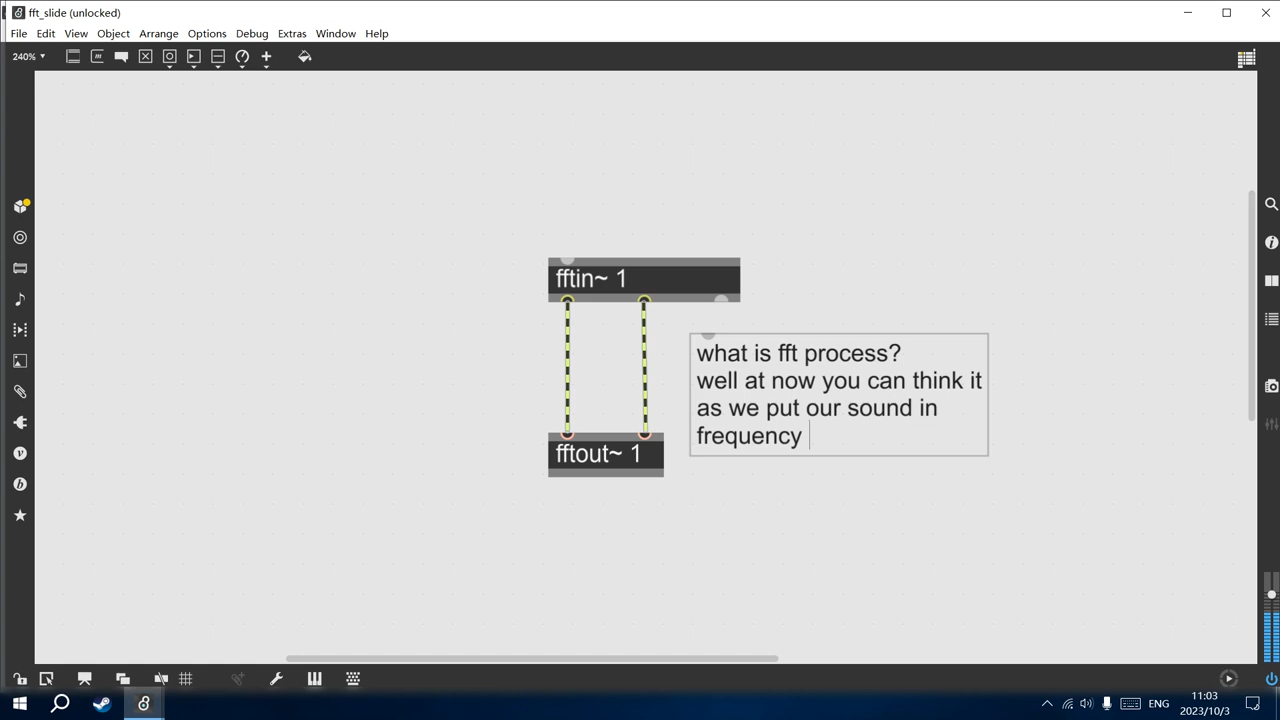 fft_slide (unlocked)
File Edit View Object Arrange Options Debug Extras Window Help
240%
fftin~ 1
what is fft process?
well at now you can think it
as we put our sound in
frequency
fftout~ 1
ENG
11:03
2023/10/3